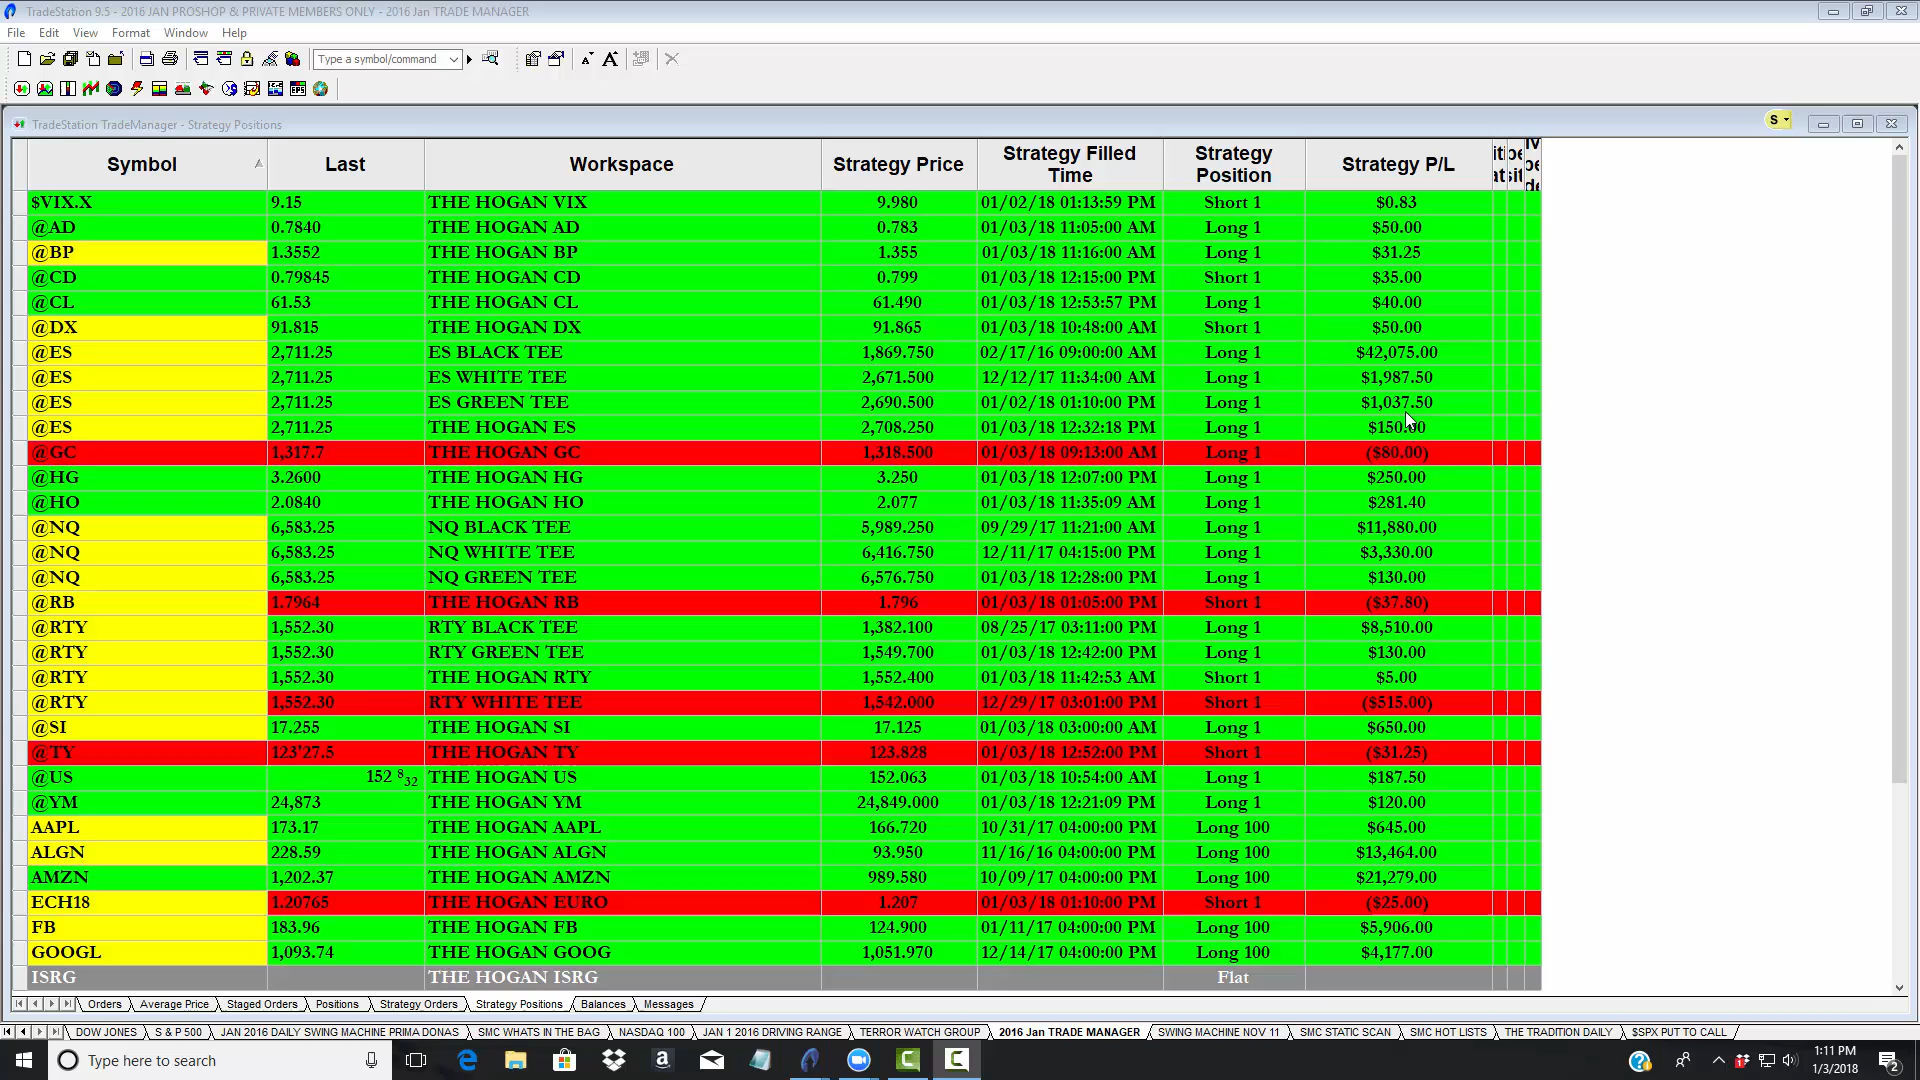 TradeStation 9.5 - 2016 JAN PROSHOP & PRIVATE MEMBERS ONLY - 2016 Jan TRADE MANAGER
File Edit View Format Window Help
Type a symbol/command
TradeStation TradeManager - Strategy Positions
S
Symbol Last Workspace Strategy Price Strategy Filled Time Strategy Position Strategy P/L
$VIX.X 9.15 THE HOGAN VIX 9.980 01/02/18 01:13:59 PM Short 1 $0.83
@AD 0.7840 THE HOGAN AD 0.783 01/03/18 11:05:00 AM Long 1 $50.00
@BP 1.3552 THE HOGAN BP 1.355 01/03/18 11:16:00 AM Long 1 $31.25
@CD 0.79845 THE HOGAN CD 0.799 01/03/18 12:15:00 PM Short 1 $35.00
@CL 61.53 THE HOGAN CL 61.490 01/03/18 12:53:57 PM Long 1 $40.00
@DX 91.815 THE HOGAN DX 91.865 01/03/18 10:48:00 AM Short 1 $50.00
@ES 2,711.25 ES BLACK TEE 1,869.750 02/17/16 09:00:00 AM Long 1 $42,075.00
@ES 2,711.25 ES WHITE TEE 2,671.500 12/12/17 11:34:00 AM Long 1 $1,987.50
@ES 2,711.25 ES GREEN TEE 2,690.500 01/02/18 01:10:00 PM Long 1 $1,037.50
@ES 2,711.25 THE HOGAN ES 2,708.250 01/03/18 12:32:18 PM Long 1 $150.00
@GC 1,317.7 THE HOGAN GC 1,318.500 01/03/18 09:13:00 AM Long 1 ($80.00)
@HG 3.2600 THE HOGAN HG 3.250 01/03/18 12:07:00 PM Long 1 $250.00
@HO 2.0840 THE HOGAN HO 2.077 01/03/18 11:35:09 AM Long 1 $281.40
@NQ 6,583.25 NQ BLACK TEE 5,989.250 09/29/17 11:21:00 AM Long 1 $11,880.00
@NQ 6,583.25 NQ WHITE TEE 6,416.750 12/11/17 04:15:00 PM Long 1 $3,330.00
@NQ 6,583.25 NQ GREEN TEE 6,576.750 01/03/18 12:28:00 PM Long 1 $130.00
@RB 1.7964 THE HOGAN RB 1.796 01/03/18 01:05:00 PM Short 1 ($37.80)
@RTY 1,552.30 RTY BLACK TEE 1,382.100 08/25/17 03:11:00 PM Long 1 $8,510.00
@RTY 1,552.30 RTY GREEN TEE 1,549.700 01/03/18 12:42:00 PM Long 1 $130.00
@RTY 1,552.30 THE HOGAN RTY 1,552.400 01/03/18 11:42:53 AM Short 1 $5.00
@RTY 1,552.30 RTY WHITE TEE 1,542.000 12/29/17 03:01:00 PM Short 1 ($515.00)
@SI 17.255 THE HOGAN SI 17.125 01/03/18 03:00:00 AM Long 1 $650.00
@TY 123'27.5 THE HOGAN TY 123.828 01/03/18 12:52:00 PM Short 1 ($31.25)
@US 152 8/32 THE HOGAN US 152.063 01/03/18 10:54:00 AM Long 1 $187.50
@YM 24,873 THE HOGAN YM 24,849.000 01/03/18 12:21:09 PM Long 1 $120.00
AAPL 173.17 THE HOGAN AAPL 166.720 10/31/17 04:00:00 PM Long 100 $645.00
ALGN 228.59 THE HOGAN ALGN 93.950 11/16/16 04:00:00 PM Long 100 $13,464.00
AMZN 1,202.37 THE HOGAN AMZN 989.580 10/09/17 04:00:00 PM Long 100 $21,279.00
ECH18 1.20765 THE HOGAN EURO 1.207 01/03/18 01:10:00 PM Short 1 ($25.00)
FB 183.96 THE HOGAN FB 124.900 01/11/17 04:00:00 PM Long 100 $5,906.00
GOOGL 1,093.74 THE HOGAN GOOG 1,051.970 12/14/17 04:00:00 PM Long 100 $4,177.00
ISRG THE HOGAN ISRG Flat
Orders Average Price Staged Orders Positions Strategy Orders Strategy Positions Balances Messages
DOW JONES S & P 500 JAN 2016 DAILY SWING MACHINE PRIMA DONAS SMC WHATS IN THE BAG NASDAQ 100 JAN 1 2016 DRIVING RANGE TERROR WATCH GROUP 2016 Jan TRADE MANAGER SWING MACHINE NOV 11 SMC STATIC SCAN SMC HOT LISTS THE TRADITION DAILY $SPX PUT TO CALL
Type here to search
1:11 PM
1/3/2018
2